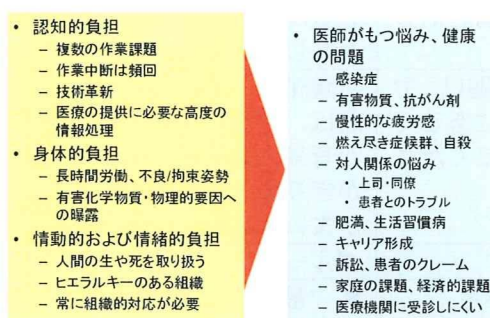 • 認知的負担
– 複数の作業課題
– 作業中断は頻回
– 技術革新
– 医療の提供に必要な高度の
情報処理
• 身体的負担
– 長時間労働、不良/拘束姿勢
– 有害化学物質・物理的要因へ
の曝露
• 情動的および情緒的負担
– 人間の生や死を取り扱う
– ヒエラルキーのある組織
– 常に組織的対応が必要
• 医師がもつ悩み、健康
の問題
– 感染症
– 有害物質、抗がん剤
– 慢性的な疲労感
– 燃え尽き症候群、自殺
– 対人関係の悩み
• 上司・同僚
• 患者とのトラブル
– 肥満、生活習慣病
– キャリア形成
– 訴訟、患者のクレーム
– 家庭の課題、経済的課題
– 医療機関に受診しにくい